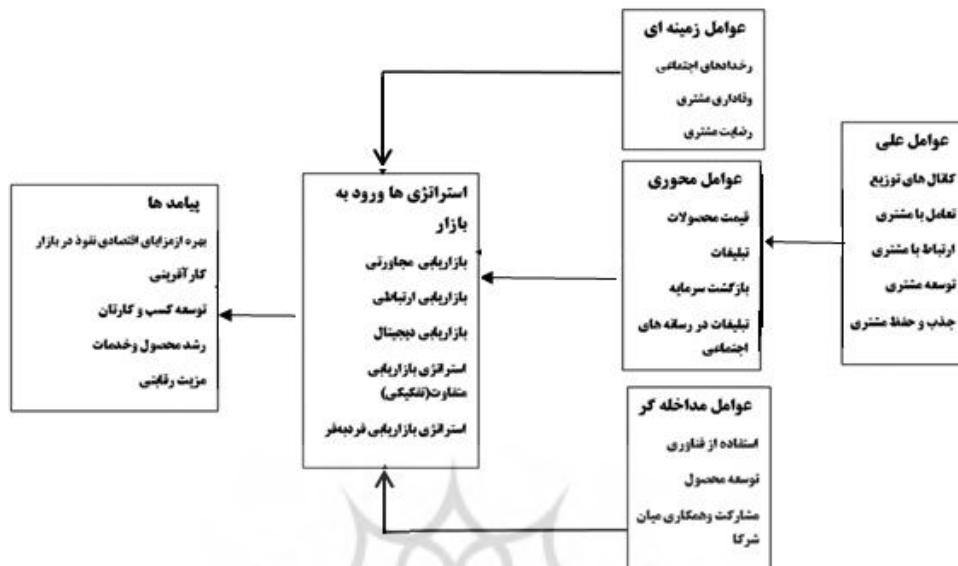 عوامل زمینه ای
رخدادهای اجتماعی
وفاداری مشتری
رضایت مشتری
عوامل علی
کانال های توزیع
تعامل با مشتری
ارتباط با مشتری
توسعه مشتری
جذب و حفظ مشتری
عوامل محوری
قیمت محصولات
تبلیغات
بازگشت سرمایه
تبلیغات در رسانه های
اجتماعی
عوامل مداخله گر
استفاده از فناوری
توسعه محصول
مشارکت وهمکاری میان
شرکا
استراتژی ها ورود به
بازار
بازاریابی مجاورتی
بازاریابی ارتباطی
بازاریابی دیجیتال
استراتژی بازاریابی
متفاوت(تفکیکی)
استراتژی بازاریابی فردبه‌فر
پیامد ها
بهره ازمزایای اقتصادی نفوذ در بازار
کارآفرینی
توسعه کسب و کارتان
رشد محصول وخدمات
مزیت رقابتی